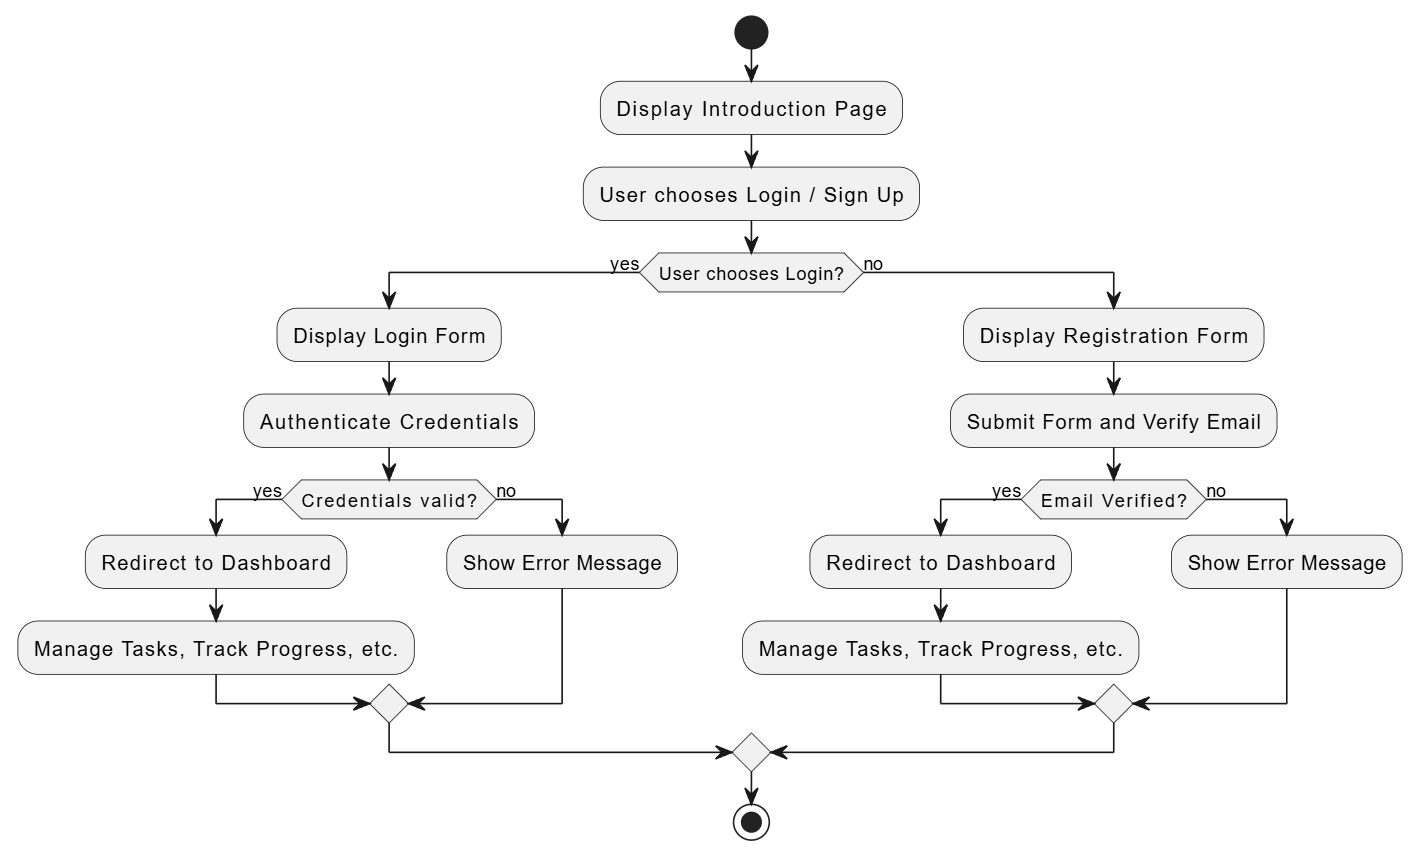 Display Introduction Page
User chooses Login / Sign Up
yes
User chooses Login?
no
Display Login Form
Display Registration Form
Authenticate Credentials
Submit Form and Verify Email
yes
Credentials valid?
no
yes
Email Verified?
no
Redirect to Dashboard
Show Error Message
Redirect to Dashboard
Show Error Message
Manage Tasks, Track Progress, etc.
Manage Tasks, Track Progress, etc.